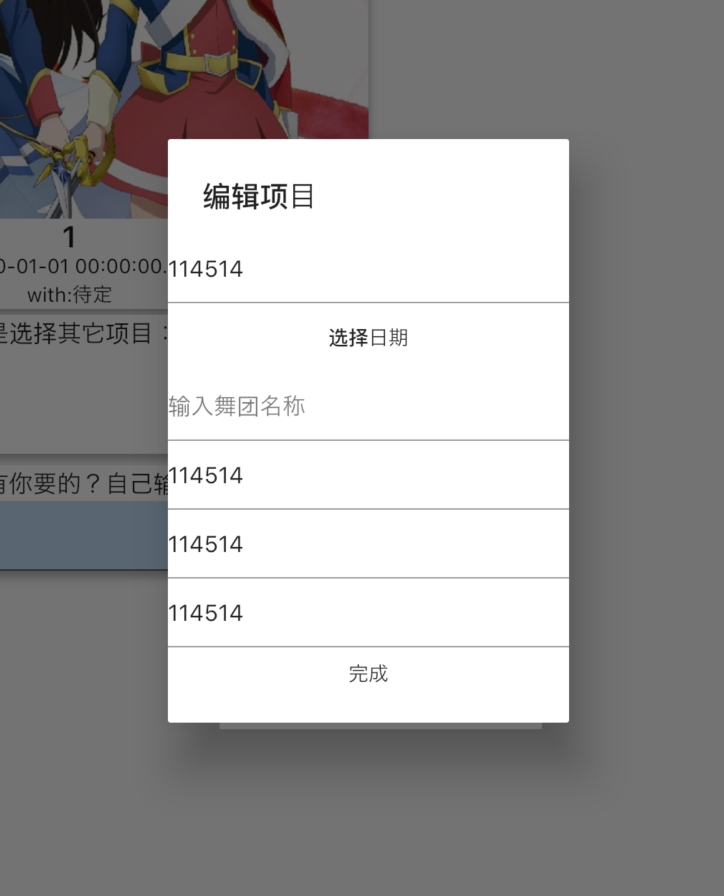 1
0-01-01 00:00:00.
with:待定
是选择其它项目：
有你要的？自己输
编辑项目
114514
选择日期
输入舞团名称
114514
114514
114514
完成